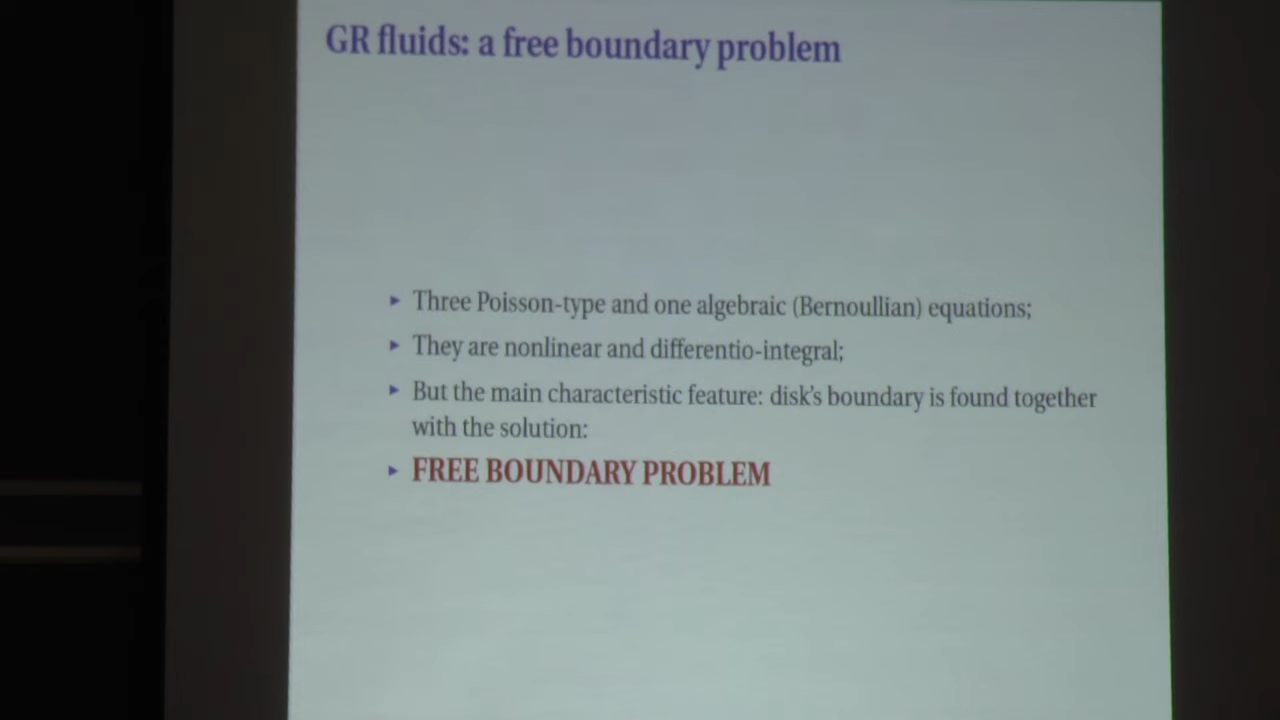 GR fluids: a free boundary problem
Three Poisson-type and one algebraic (Bernoullian) equations;
They are nonlinear and differentio-integral;
But the main characteristic feature: disk's boundary is found together
with the solution:
FREE BOUNDARY PROBLEM